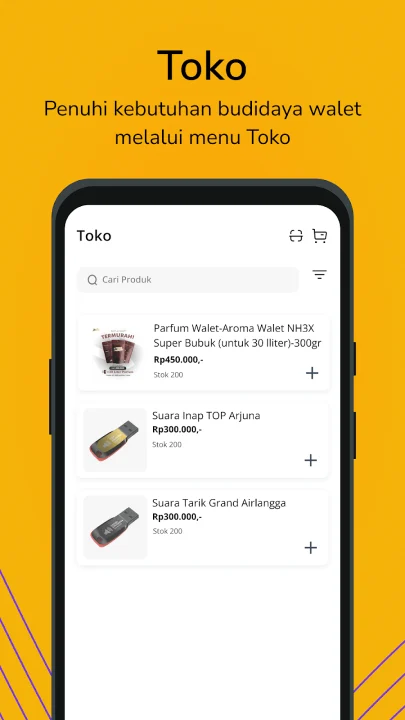 Toko
Penuhi kebutuhan budidaya walet
melalui menu Toko
Toko
Cari Produk
TERMURAH!
Parfum Walet-Aroma Walet NH3X
Super Bubuk (untuk 30 lliter)-300gr
Rp450.000,-
Stok 200
Suara Inap TOP Arjuna
Rp300.000,-
Stok 200
Suara Tarik Grand Airlangga
Rp300.000,-
Stok 200